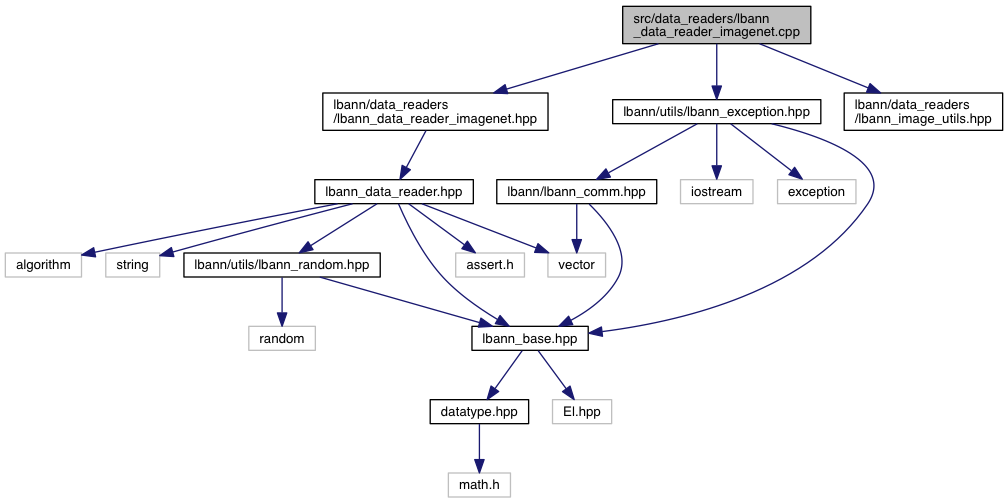 src/data_readers/lbann
_data_reader_imagenet.cpp
lbann/data_readers
/lbann_data_reader_imagenet.hpp
lbann/utils/lbann_exception.hpp
lbann/data_readers
/lbann_image_utils.hpp
lbann_data_reader.hpp
lbann/lbann_comm.hpp
iostream
exception
algorithm
string
lbann/utils/lbann_random.hpp
assert.h
vector
random
lbann_base.hpp
datatype.hpp
El.hpp
math.h